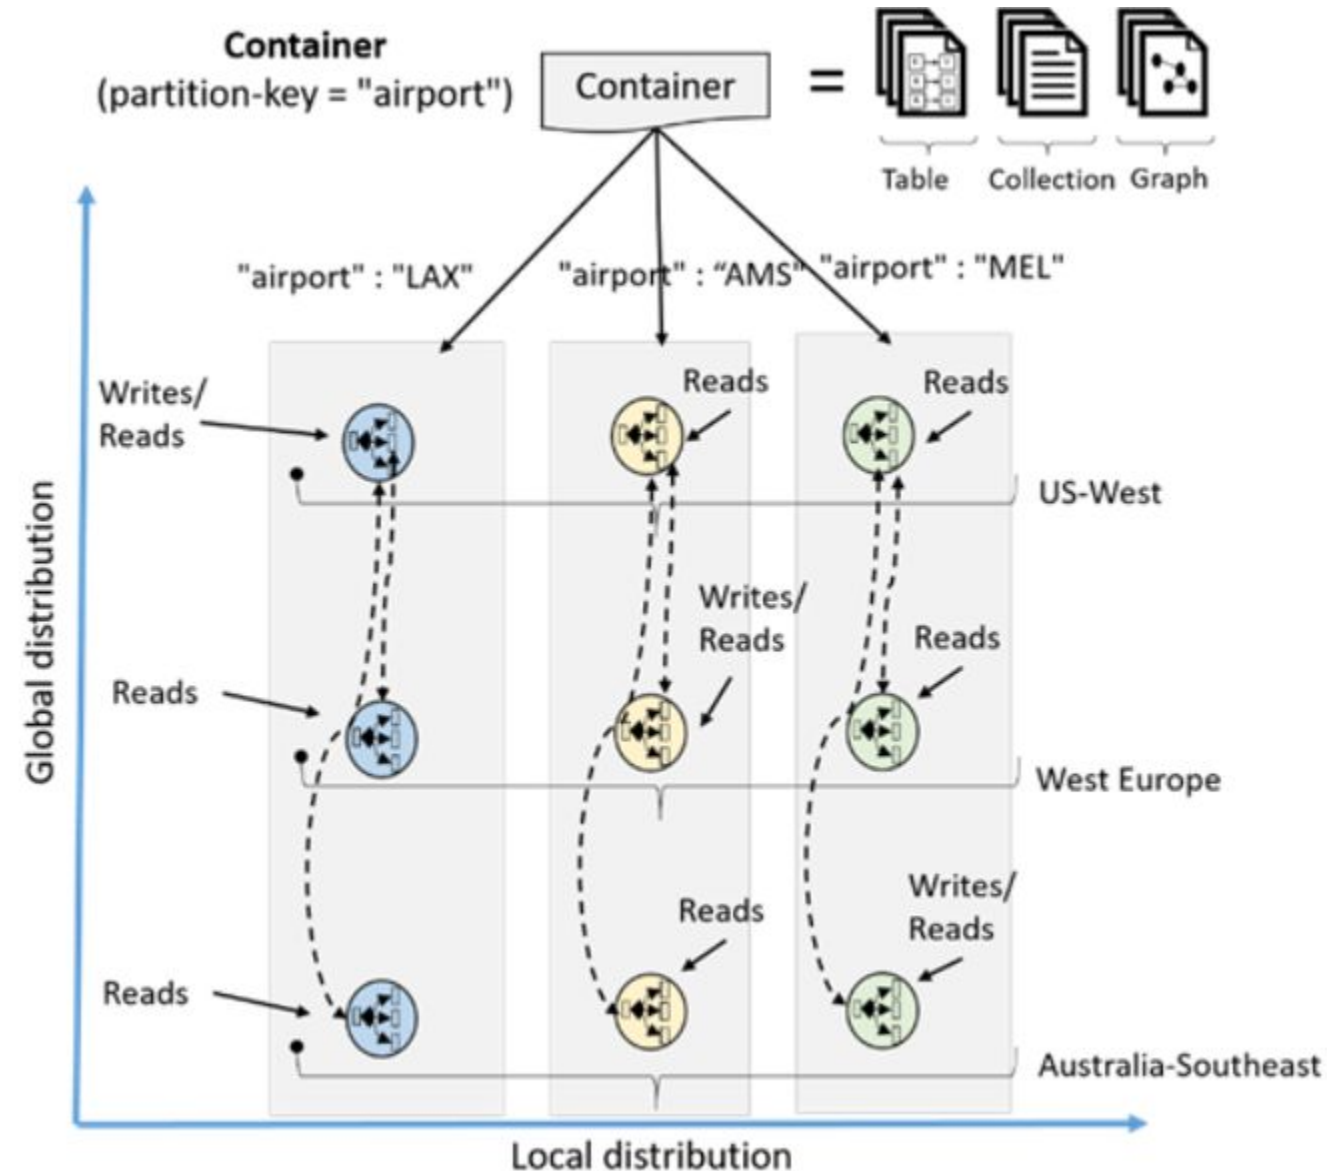 Container
(partition-key = "airport")
Container
=
Table
Collection
Graph
"airport" : "LAX"
"airport" : “AMS"
"airport" : "MEL"
Writes/
Reads
Reads
Reads
US-West
Writes/
Reads
Reads
Reads
West Europe
Writes/
Reads
Reads
Reads
Australia-Southeast
Global distribution
Local distribution